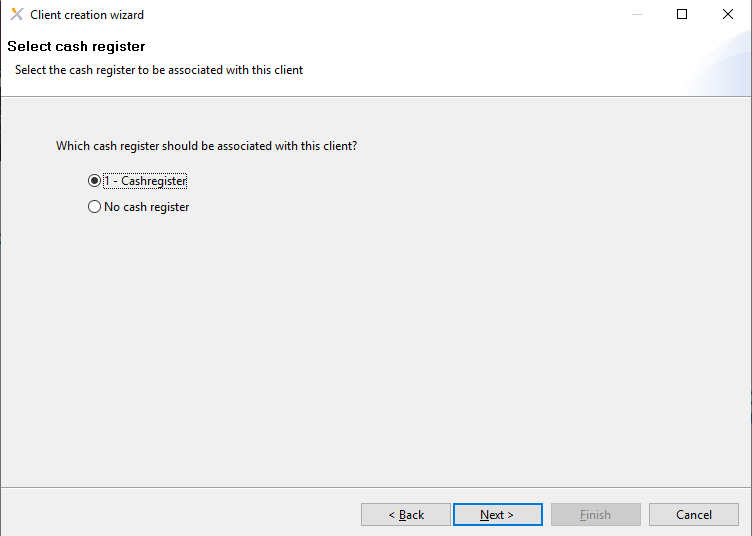 Client creation wizard
Select cash register
Select the cash register to be associated with this client
Which cash register should be associated with this client?
1 - Cashregister
No cash register
< Back
Next >
Finish
Cancel